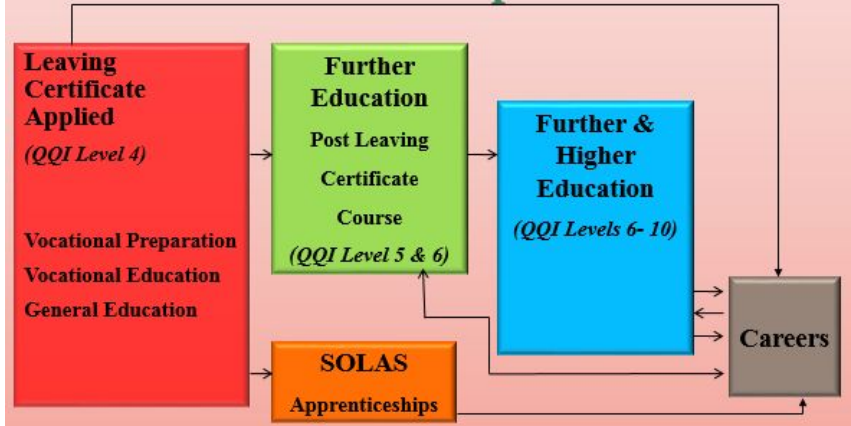 Leaving
Certificate
Applied
(QQI Level 4)
Vocational Preparation
Vocational Education
General Education
Further
Education
Post Leaving
Certificate
Course
(QQI Level 5 & 6)
SOLAS
Apprenticeships
Further &
Higher
Education
(QQI Levels 6- 10)
Careers